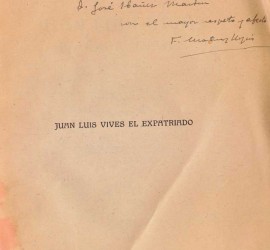 D. José Ibáñez Martín
con el mayor respeto y afecto
F.
JUAN LUIS VIVES EL EXPATRIADO